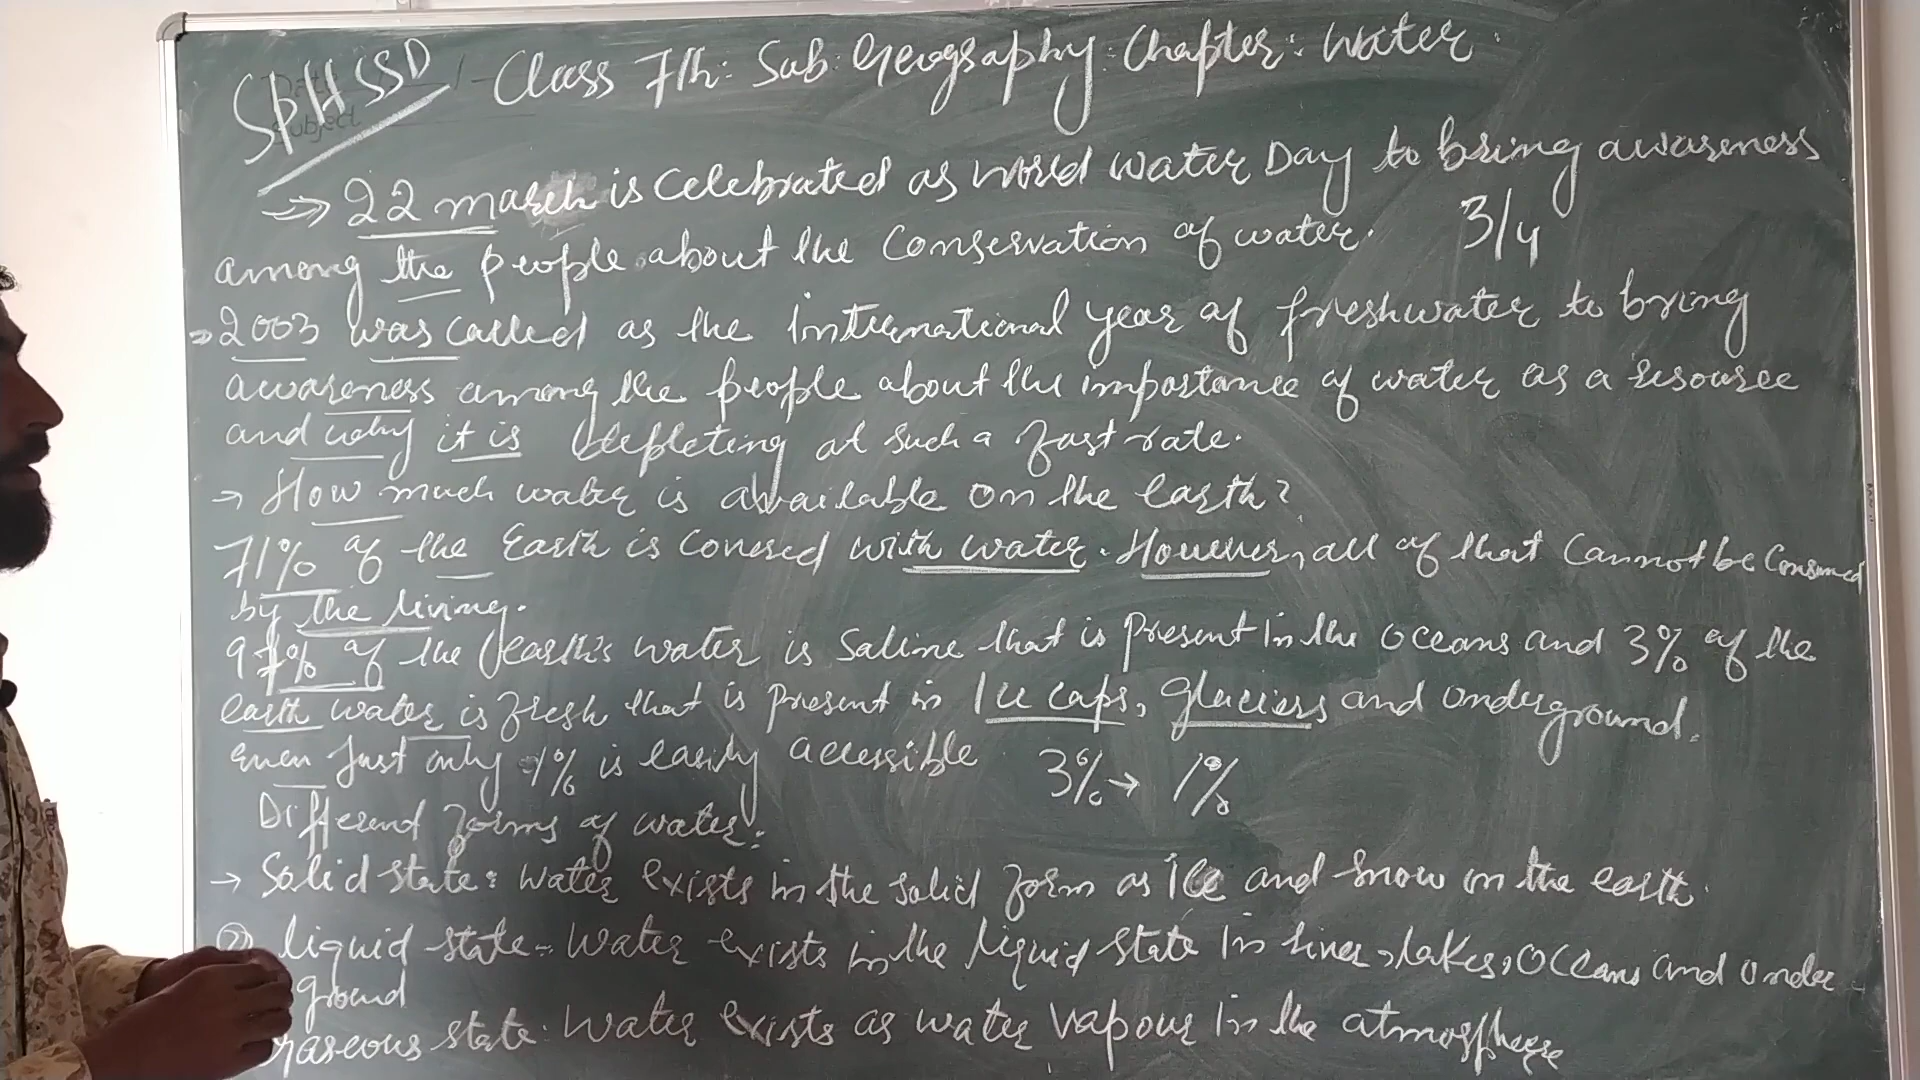 SPHSSD Class 7th: Sub: Geography: Chapter: Water.
Date
Subject
⇒ 22 march is celebrated as world water Day to bring awareness
among the people about the Conservation of water. 3/4
⇒ 2003 was called as the International year of freshwater to bring
awareness among the people about the importance of water as a resource
and why it is depleting at such a fast rate.
→ How much water is available on the earth?
71% of the Earth is covered with water. However, all of that Cannot be Consumed
by the living.
97% of the earth's water is Saline that is present in the oceans and 3% of the
earth water is fresh that is present in Ice caps, glaciers and underground.
Even Just only 1% is easily accessible 3% → 1%
Different forms of water:
→ Solid state: Water exists in the solid form as ice and snow on the earth.
② liquid state- Water exists in the liquid state in river, lakes, oceans and under
ground
gaseous state: Water exists as water vapour in the atmosphere